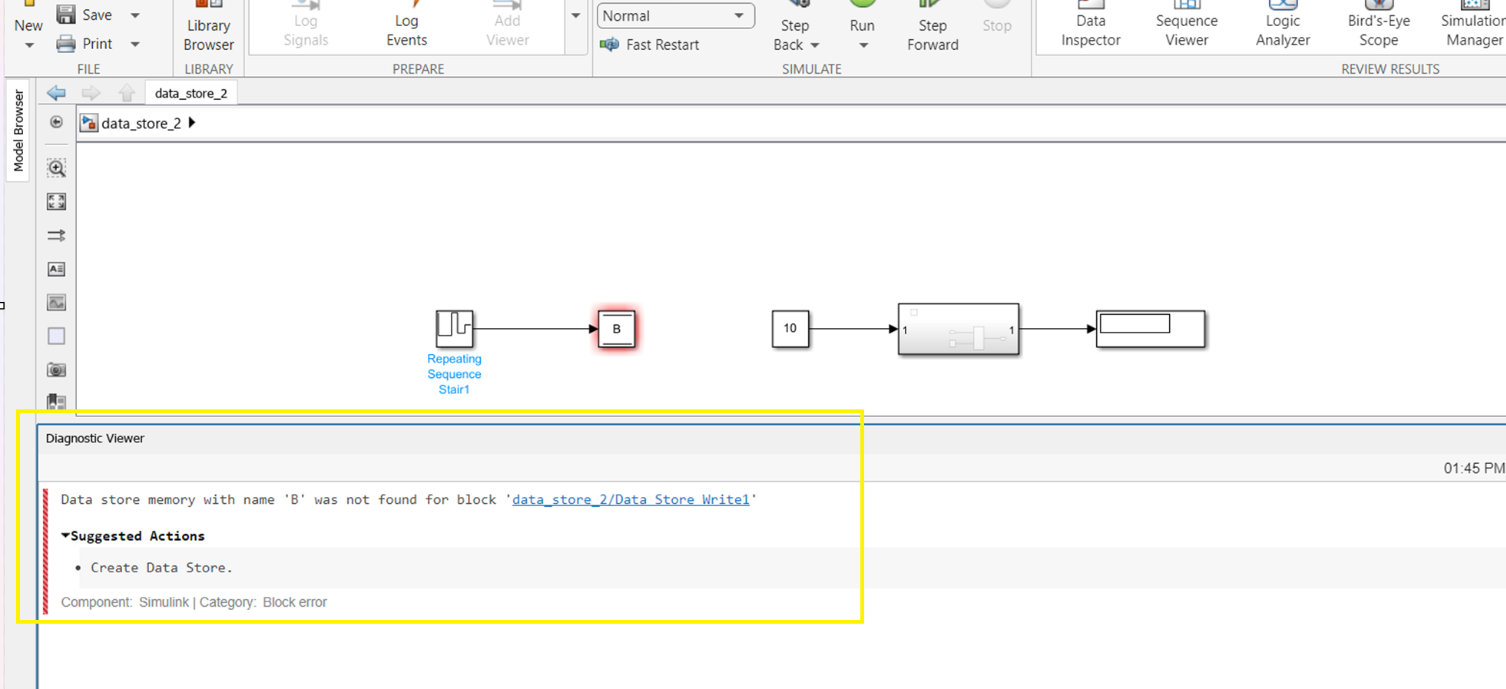 New
Save
Print
FILE
Library
Browser
LIBRARY
Log
Signals
Log
Events
Add
Viewer
PREPARE
Normal
Fast Restart
Step
Back
Run
Step
Forward
Stop
SIMULATE
Data
Inspector
Sequence
Viewer
Logic
Analyzer
Bird's-Eye
Scope
Simulation
Manager
REVIEW RESULTS
Model Browser
data_store_2
data_store_2
Repeating
Sequence
Stair1
B
10
1
1
Diagnostic Viewer
01:45 PM
Data store memory with name 'B' was not found for block 'data_store_2/Data Store Write1'
Suggested Actions
• Create Data Store.
Component: Simulink | Category: Block error